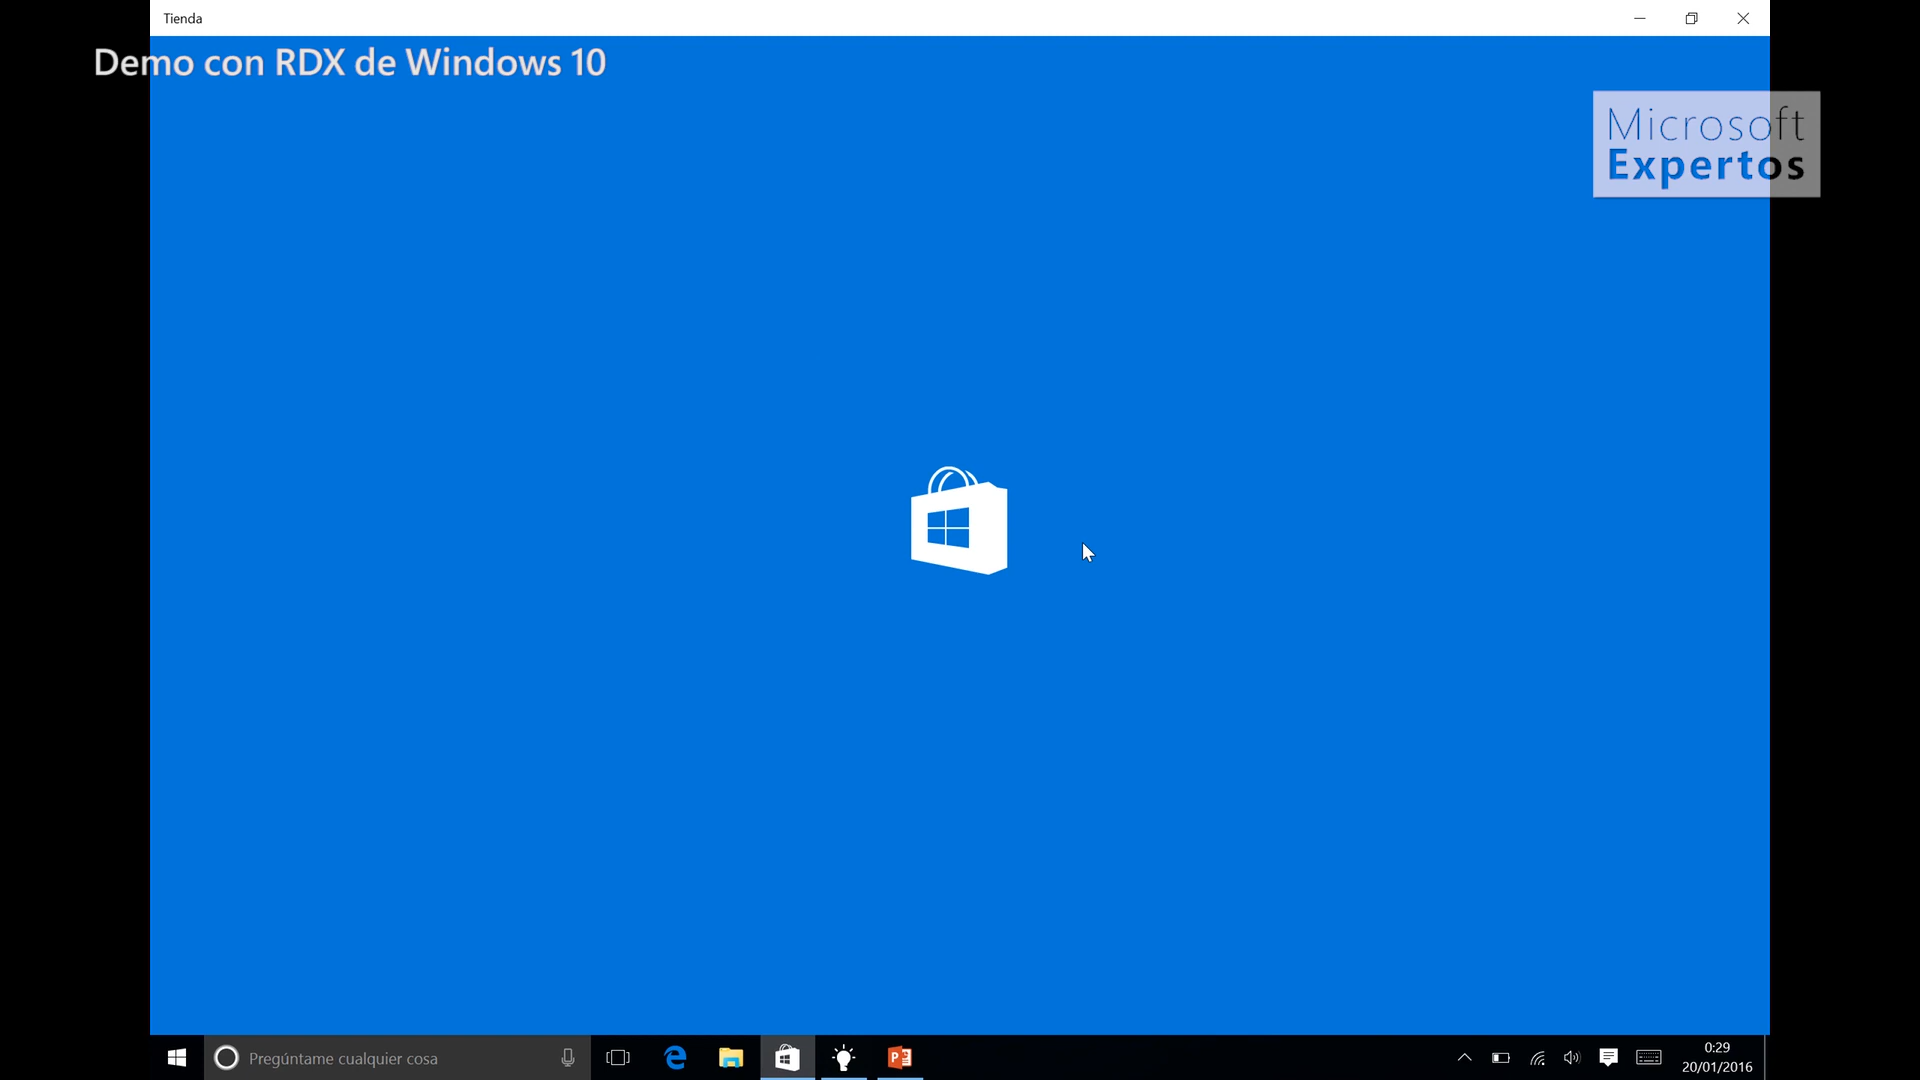 Tienda
Demo con RDX de Windows 10
Microsoft
Expertos
Pregúntame cualquier cosa
0:29
20/01/2016